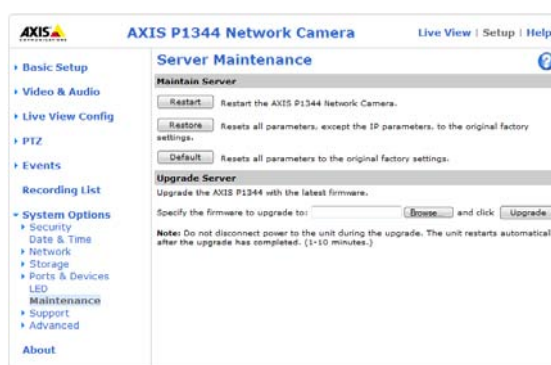 AXIS
COMMUNICATIONS
AXIS P1344 Network Camera
Live View | Setup | Help
Basic Setup
Video & Audio
Live View Config
PTZ
Events
Recording List
System Options
Security
Date & Time
Network
Storage
Ports & Devices
LED
Maintenance
Support
Advanced
About
Server Maintenance
?
Maintain Server
Restart Restart the AXIS P1344 Network Camera.
Restore Resets all parameters, except the IP parameters, to the original factory
settings.
Default Resets all parameters to the original factory settings.
Upgrade Server
Upgrade the AXIS P1344 with the latest firmware.
Specify the firmware to upgrade to: Browse... and click Upgrade
Note: Do not disconnect power to the unit during the upgrade. The unit restarts automatical
after the upgrade has completed. (1-10 minutes.)